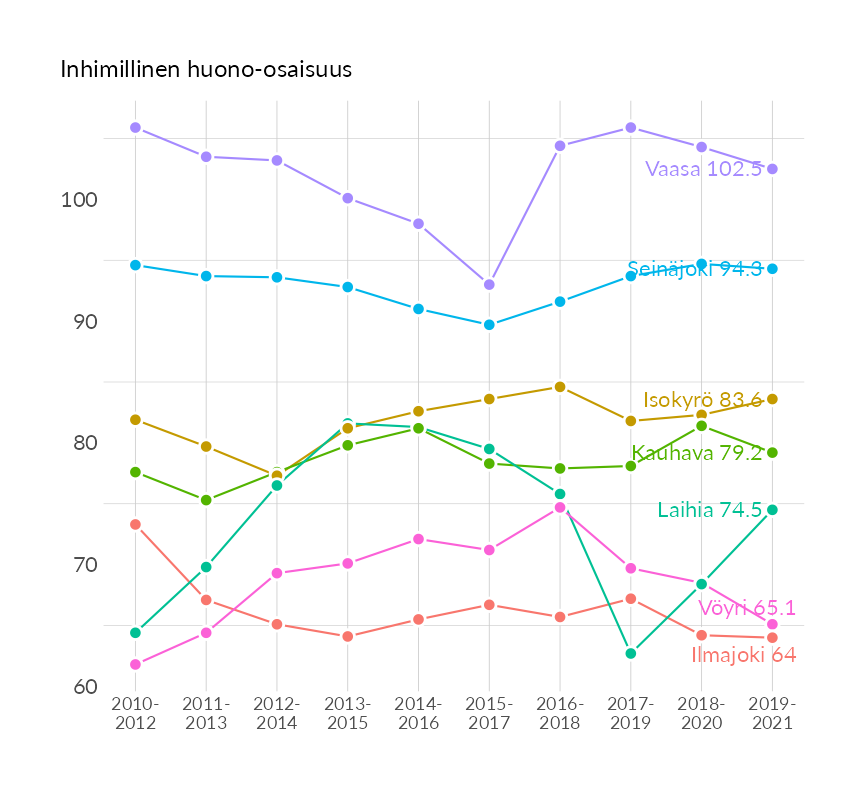 Inhimillinen huono-osaisuus
Vaasa 102.5
100
Seinäjoki 94.3
90
Isokyrö 83.6
80
Kauhava 79.2
Laihia 74.5
70
Vöyri 65.1
Ilmajoki 64
60
2010- 2011- 2012- 2013- 2014- 2015- 2016- 2017- 2018- 2019-
2012 2013 2014 2015 2016 2017 2018 2019 2020 2021